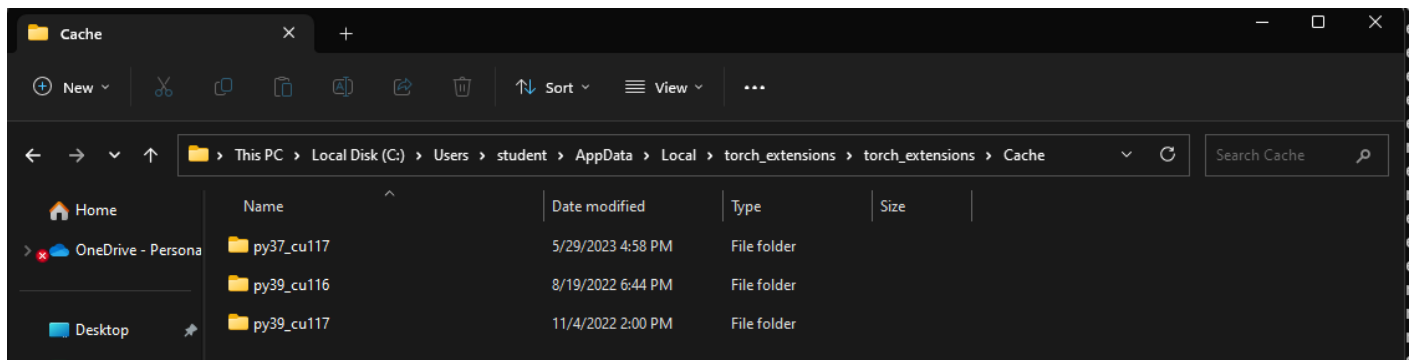 Cache
New
Sort
View
This PC > Local Disk (C:) > Users > student > AppData > Local > torch_extensions > torch_extensions > Cache
Search Cache
Home
OneDrive - Persona
Desktop
Name Date modified Type Size
py37_cu117 5/29/2023 4:58 PM File folder
py39_cu116 8/19/2022 6:44 PM File folder
py39_cu117 11/4/2022 2:00 PM File folder